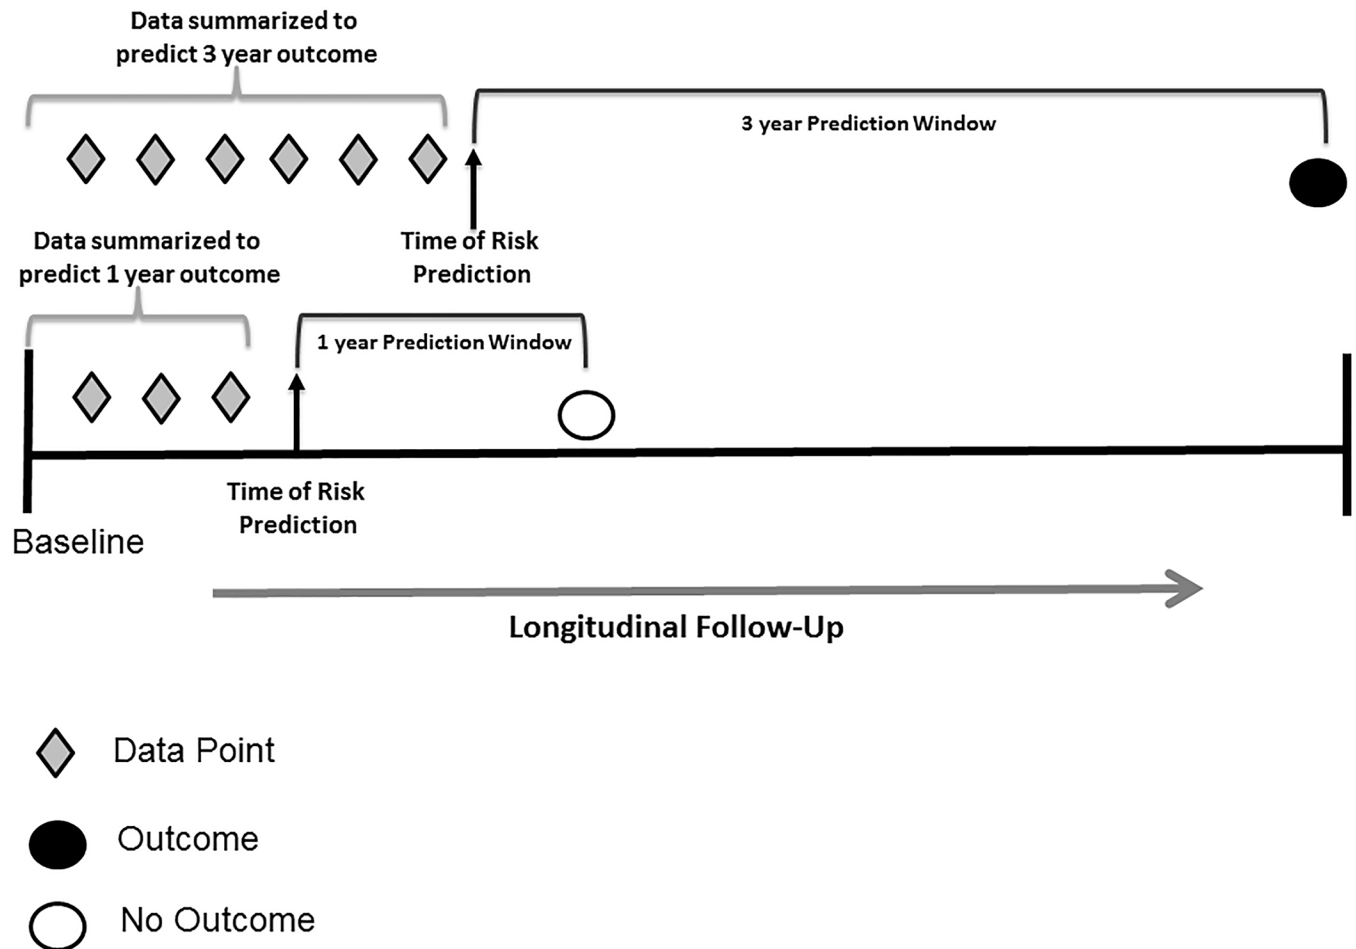 Data summarized to
predict 3 year outcome
3 year Prediction Window
Time of Risk
Prediction
Data summarized to
predict 1 year outcome
1 year Prediction Window
Time of Risk
Prediction
Baseline
Longitudinal Follow-Up
Data Point
Outcome
No Outcome